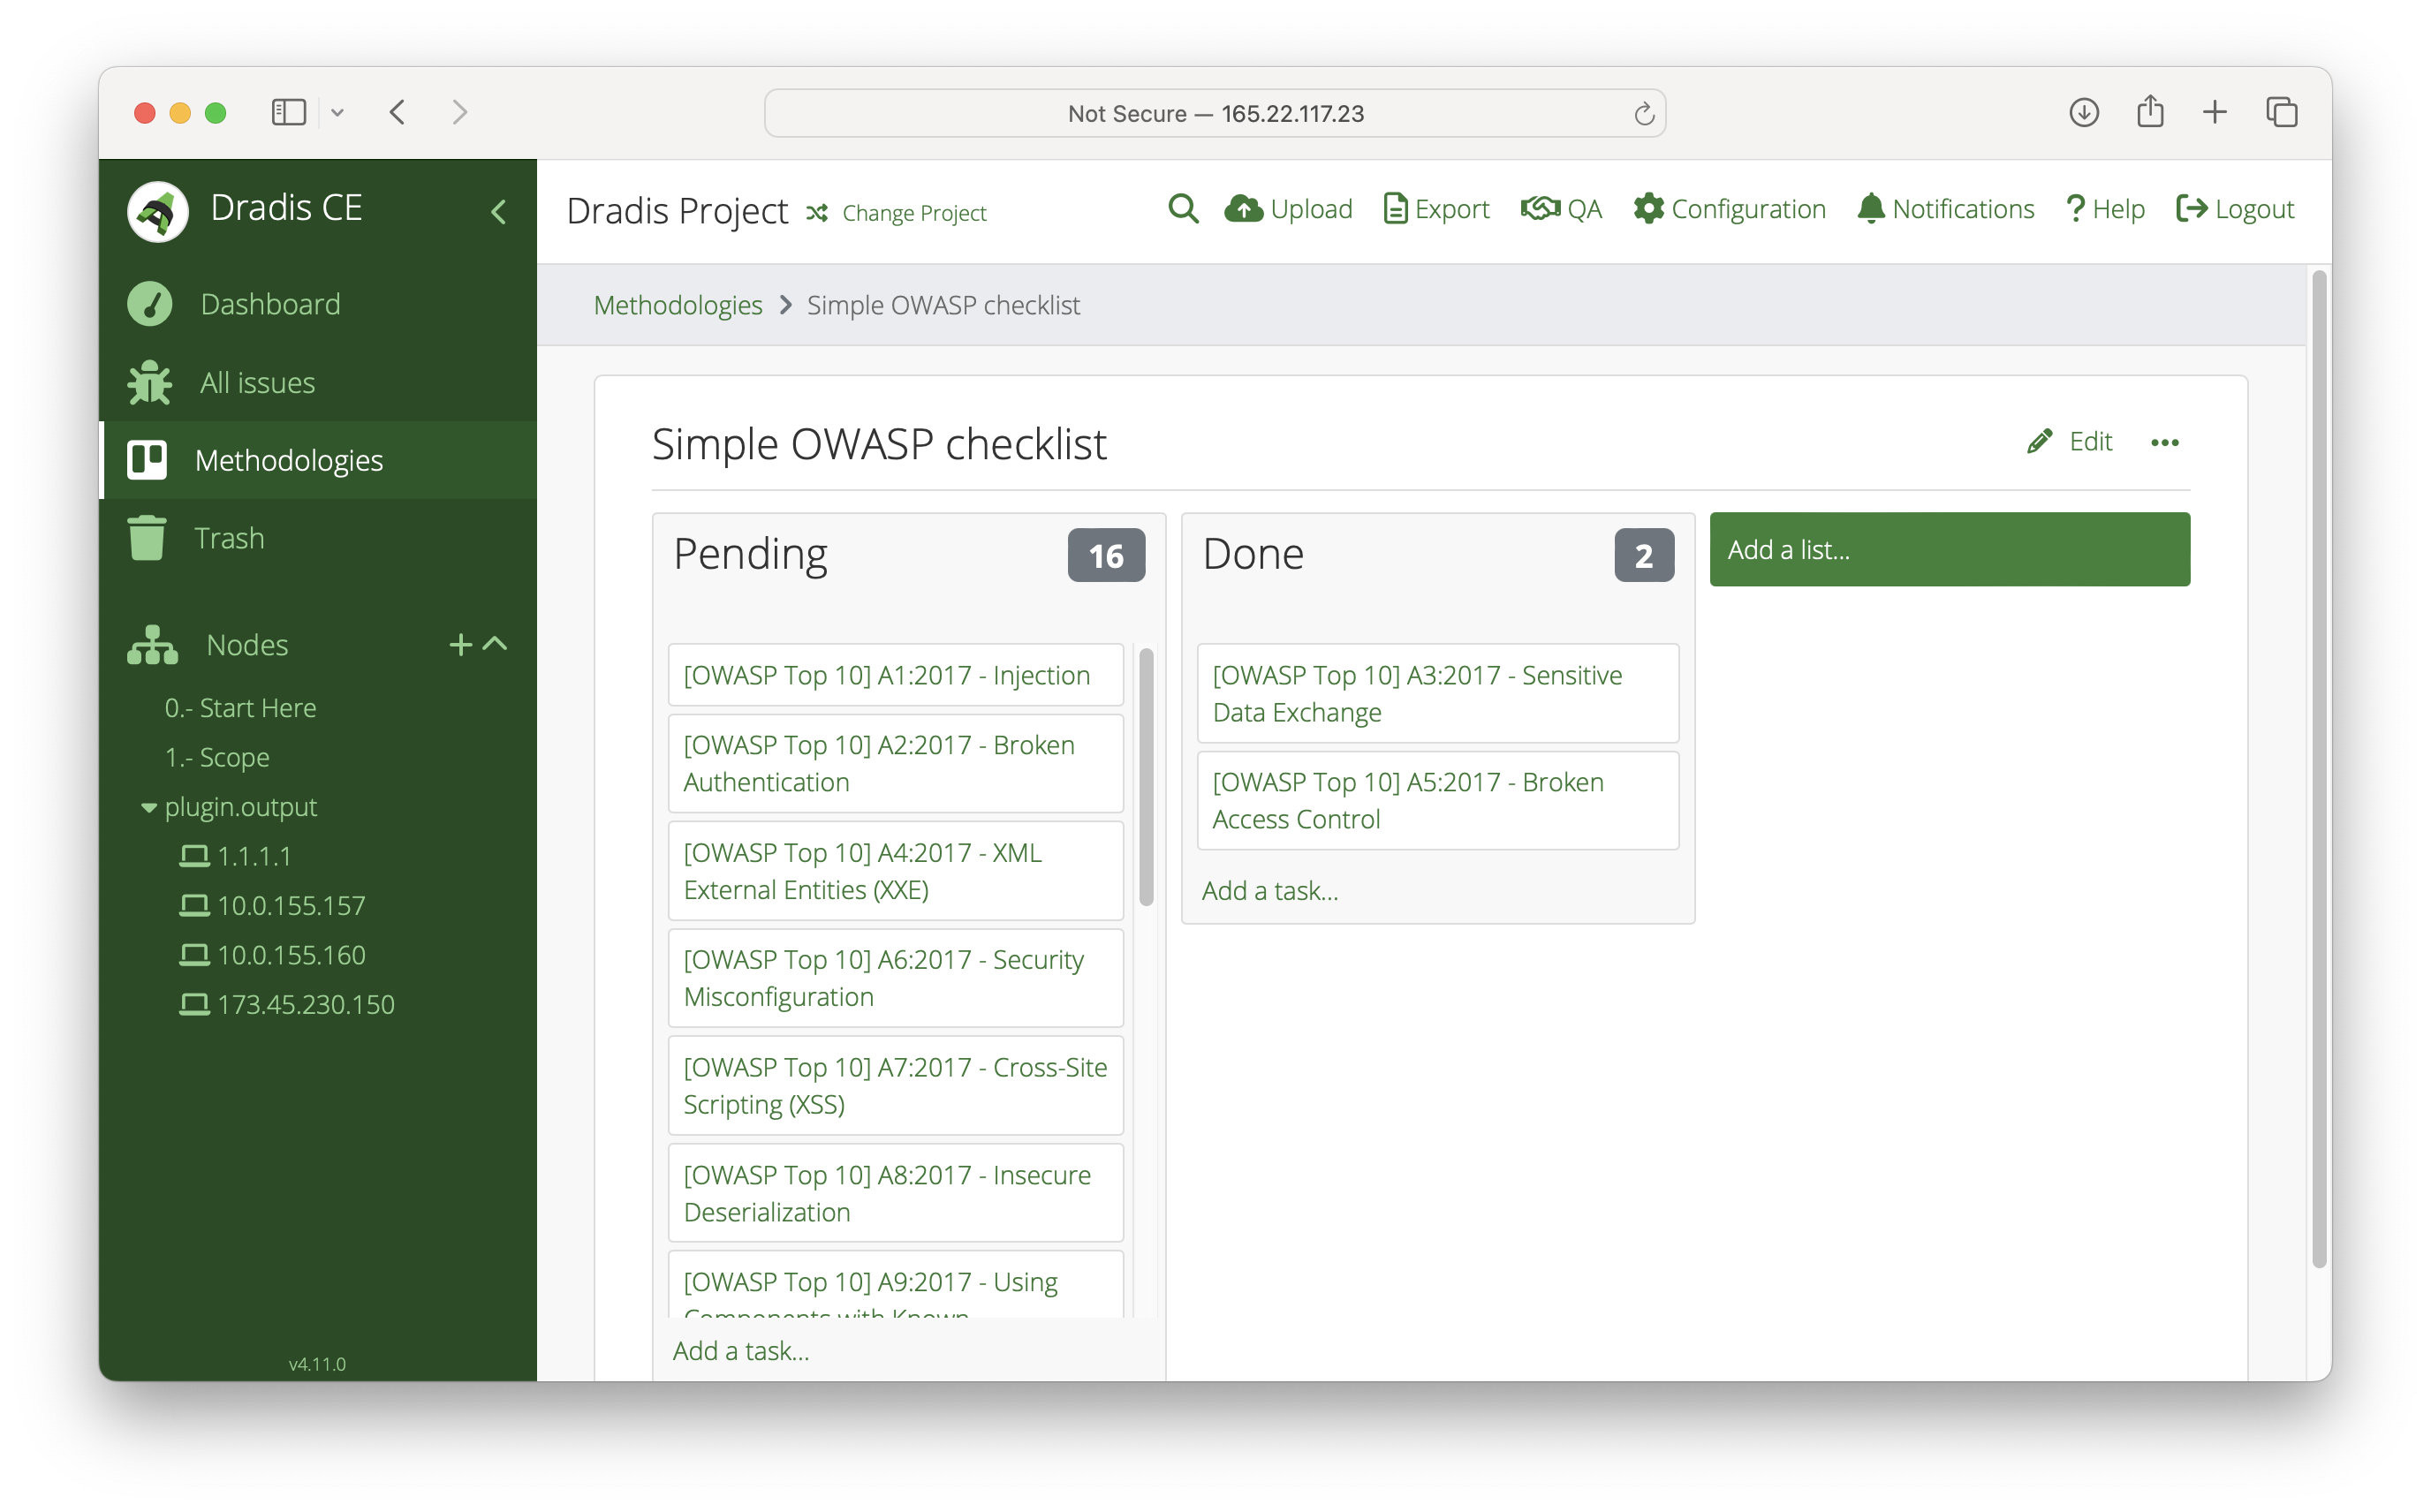 Not Secure — 165.22.117.23
Dradis CE
Dradis Project
Change Project
Upload
Export
QA
Configuration
Notifications
Help
Logout
Dashboard
All issues
Methodologies
Trash
Nodes
0.- Start Here
1.- Scope
plugin.output
1.1.1.1
10.0.155.157
10.0.155.160
173.45.230.150
v4.11.0
Methodologies
Simple OWASP checklist
Simple OWASP checklist
Edit
Pending
16
[OWASP Top 10] A1:2017 - Injection
[OWASP Top 10] A2:2017 - Broken
Authentication
[OWASP Top 10] A4:2017 - XML
External Entities (XXE)
[OWASP Top 10] A6:2017 - Security
Misconfiguration
[OWASP Top 10] A7:2017 - Cross-Site
Scripting (XSS)
[OWASP Top 10] A8:2017 - Insecure
Deserialization
[OWASP Top 10] A9:2017 - Using
Components with Known
Add a task...
Done
2
[OWASP Top 10] A3:2017 - Sensitive
Data Exchange
[OWASP Top 10] A5:2017 - Broken
Access Control
Add a task...
Add a list...